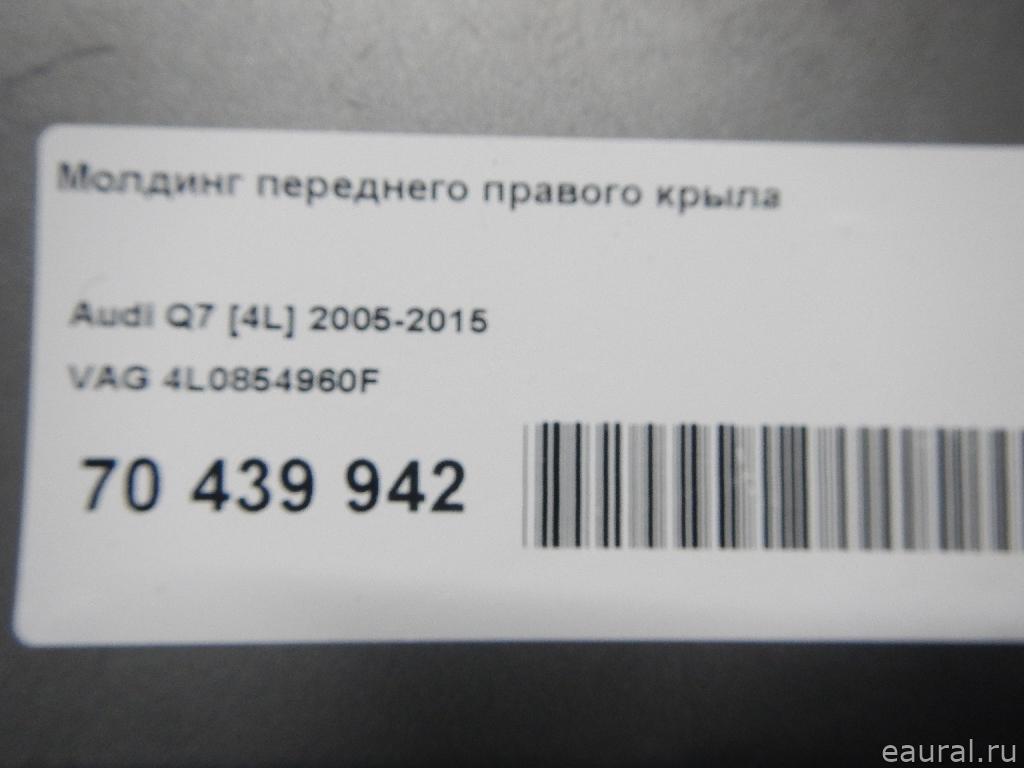 Молдинг переднего правого крыла
Audi Q7 [4L] 2005-2015
VAG 4L0854960F
70 439 942
eaural.ru